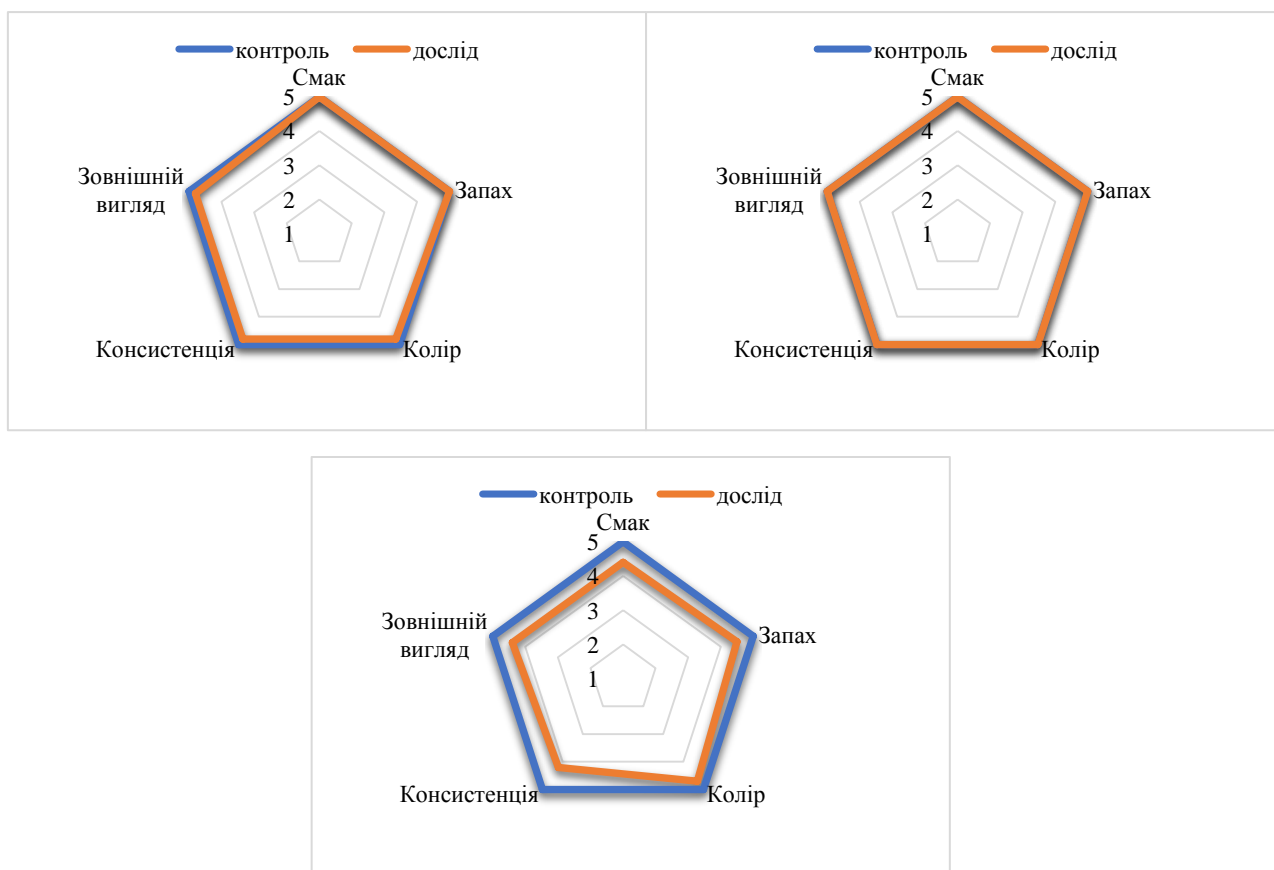 контроль дослід
Смак
5
4
3
2
1
Зовнішній
вигляд
Запах
Консистенція
Колір
контроль дослід
Смак
5
4
3
2
1
Зовнішній
вигляд
Запах
Консистенція
Колір
контроль дослід
Смак
5
4
3
2
1
Зовнішній
вигляд
Запах
Консистенція
Колір